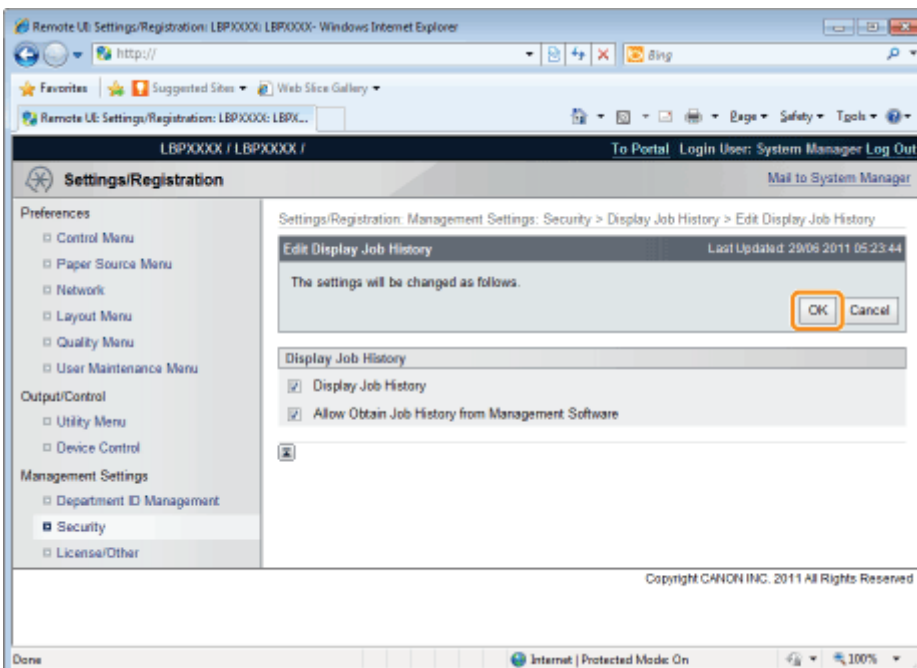 Remote UI: Settings/Registration: LBPXXXX: LBPXXXX- Windows Internet Explorer
http://
Bing
Favorites Suggested Sites Web Slice Gallery
Remote UI: Settings/Registration: LBPXXXX: LBPX... Page Safety Tools
LBPXXXX / LBPXXXX / To Portal Login User: System Manager Log Out
Settings/Registration Mail to System Manager
Preferences
Control Menu
Paper Source Menu
Network
Layout Menu
Quality Menu
User Maintenance Menu
Output/Control
Utility Menu
Device Control
Management Settings
Department ID Management
Security
License/Other
Settings/Registration: Management Settings: Security > Display Job History > Edit Display Job History
Edit Display Job History Last Updated: 29/06 2011 05:23:44
The settings will be changed as follows.
OK Cancel
Display Job History
Display Job History
Allow Obtain Job History from Management Software
Copyright CANON INC. 2011 All Rights Reserved
Done Internet | Protected Mode: On 100%